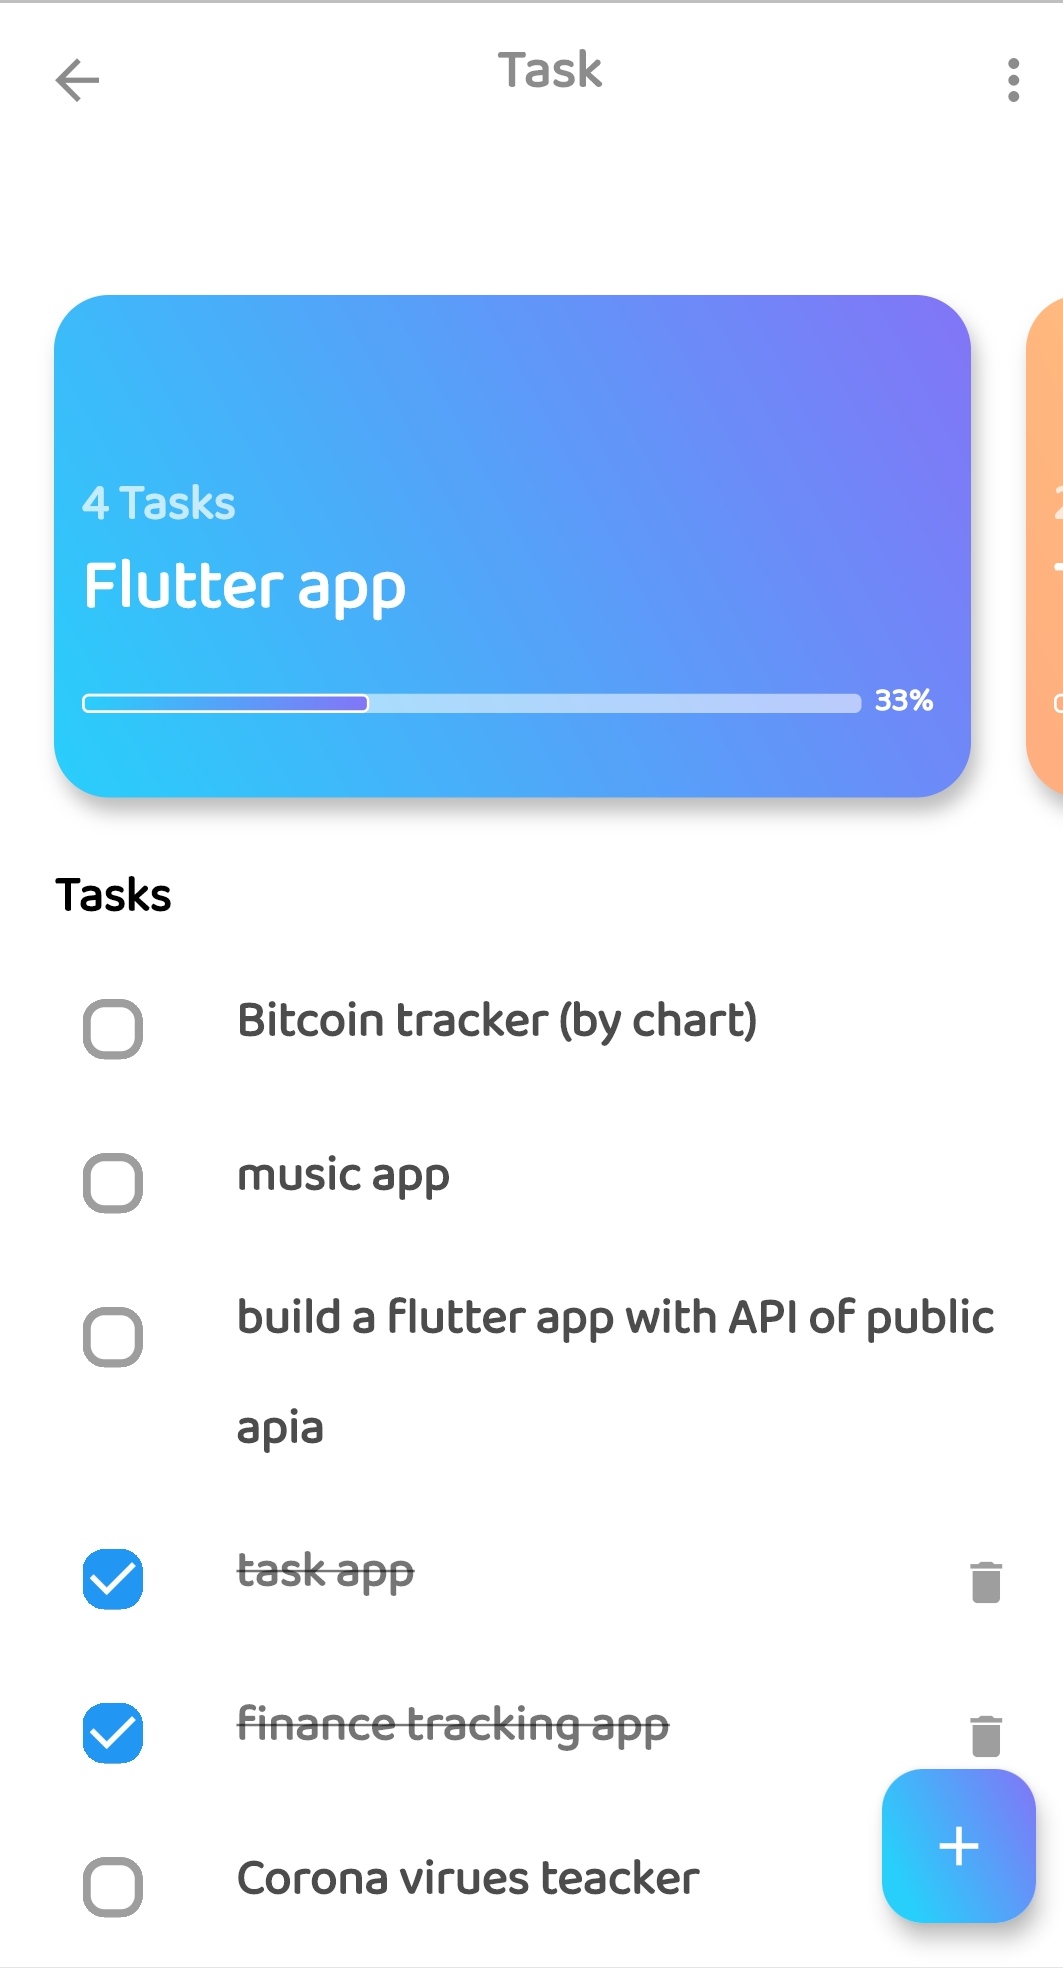 Task
4 Tasks
Flutter app
33%
Tasks
Bitcoin tracker (by chart)
music app
build a flutter app with API of public
apia
task app
finance tracking app
Corona virues teacker